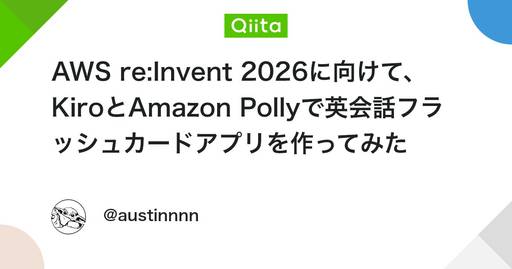 Qiita
AWS re:Invent 2026に向けて、
KiroとAmazon Pollyで英会話フラ
ッシュカードアプリを作ってみた
@austinnnn